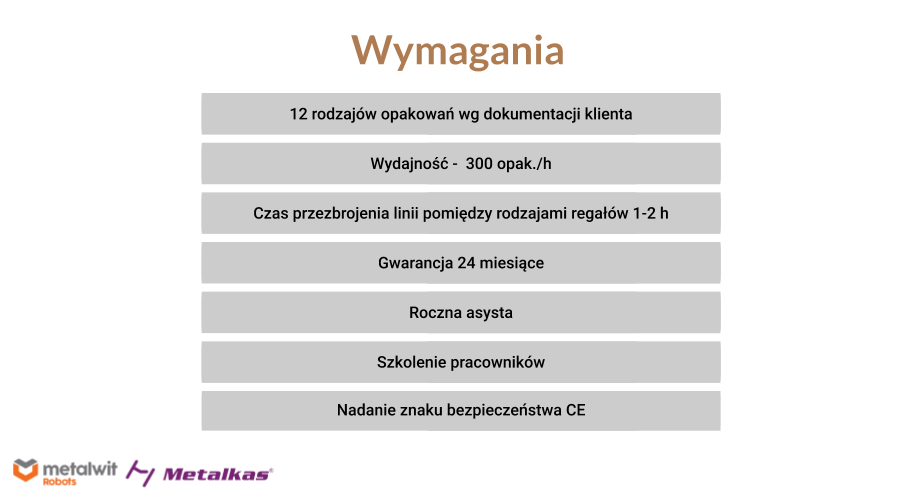 Wymagania
12 rodzajów opakowań wg dokumentacji klienta
Wydajność - 300 opak./h
Czas przezbrojenia linii pomiędzy rodzajami regałów 1-2 h
Gwarancja 24 miesiące
Roczna asysta
Szkolenie pracowników
Nadanie znaku bezpieczeństwa CE
metalwit
Robots
Metalkas®